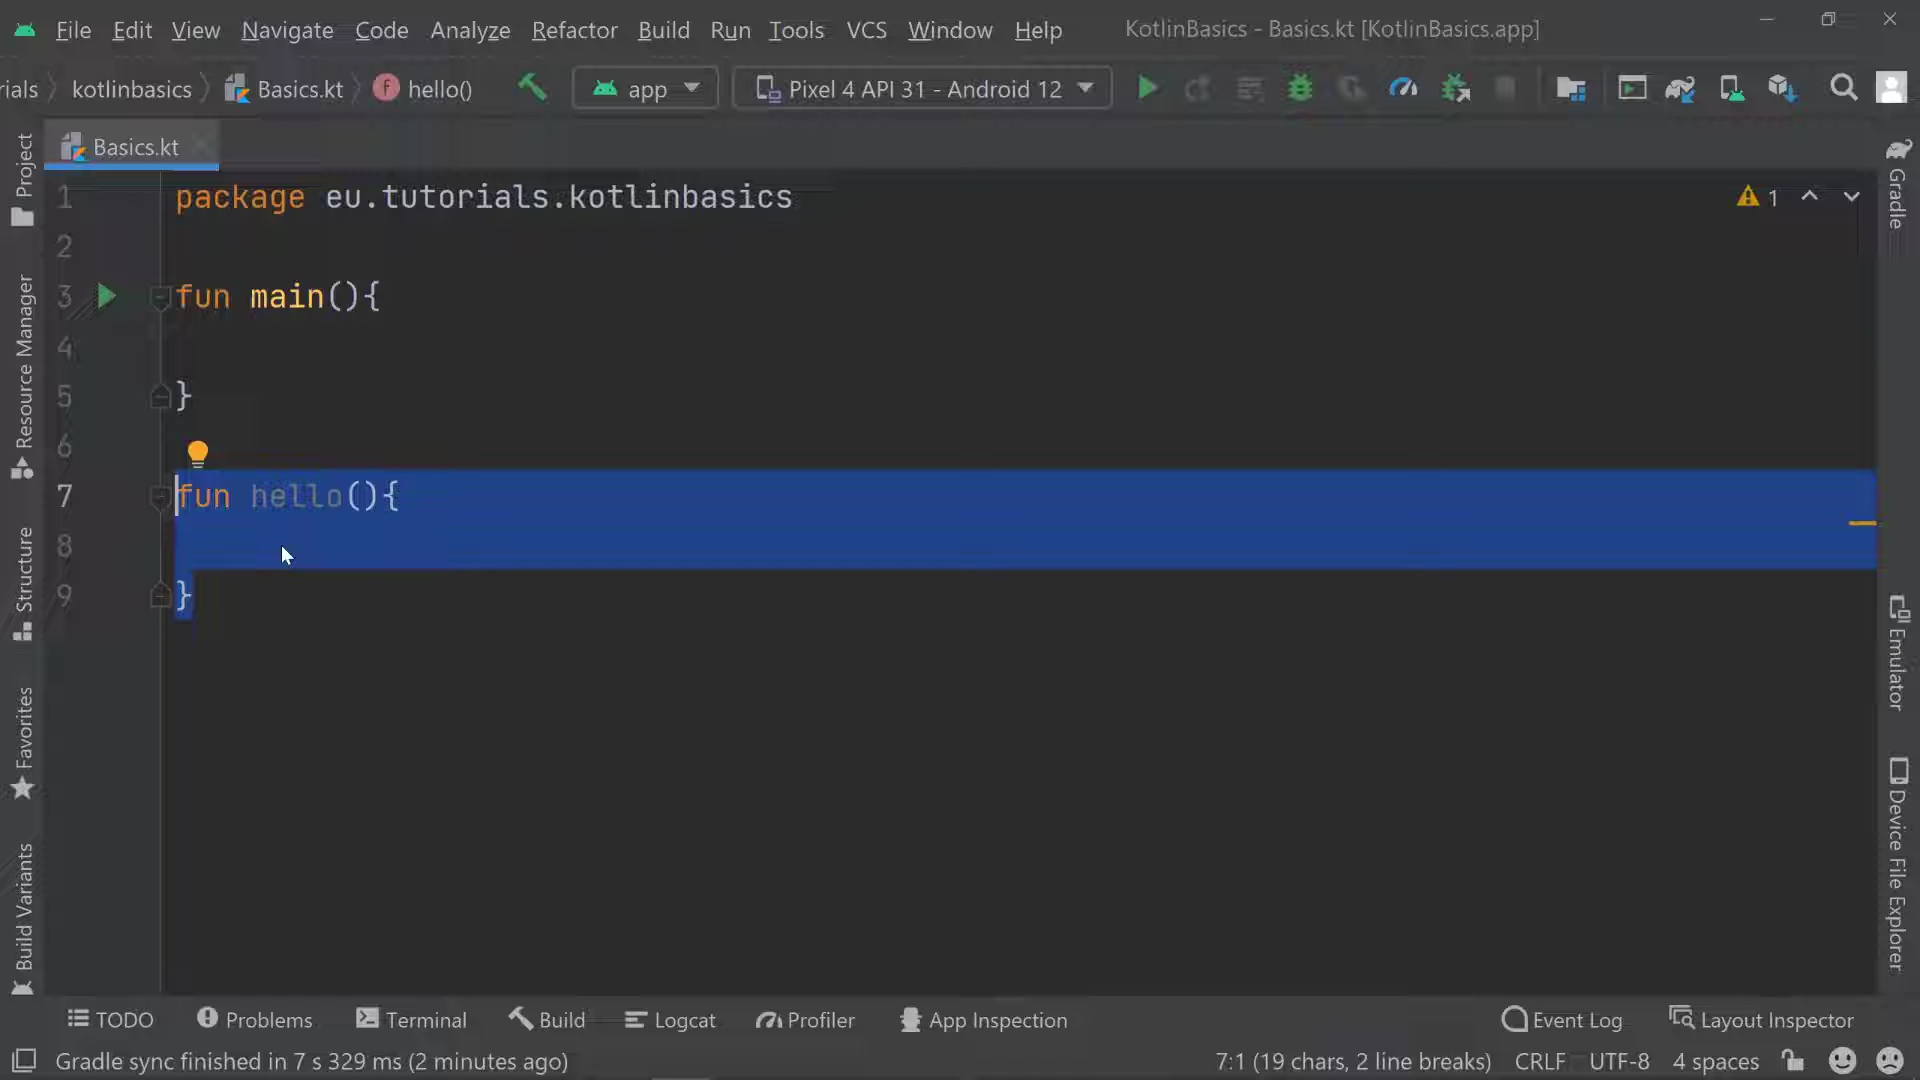 File Edit View Navigate Code Analyze Refactor Build Run Tools VCS Window Help KotlinBasics - Basics.kt [KotlinBasics.app]
rials kotlinbasics Basics.kt f hello() app Pixel 4 API 31 - Android 12
Basics.kt
1 package eu.tutorials.kotlinbasics 1
2
3 fun main(){
4
5 }
6
7 fun hello(){
8
9 }
Project
Resource Manager
Structure
Favorites
Build Variants
Gradle
Emulator
Device File Explorer
TODO Problems Terminal Build Logcat Profiler App Inspection Event Log Layout Inspector
Gradle sync finished in 7 s 329 ms (2 minutes ago) 7:1 (19 chars, 2 line breaks) CRLF UTF-8 4 spaces